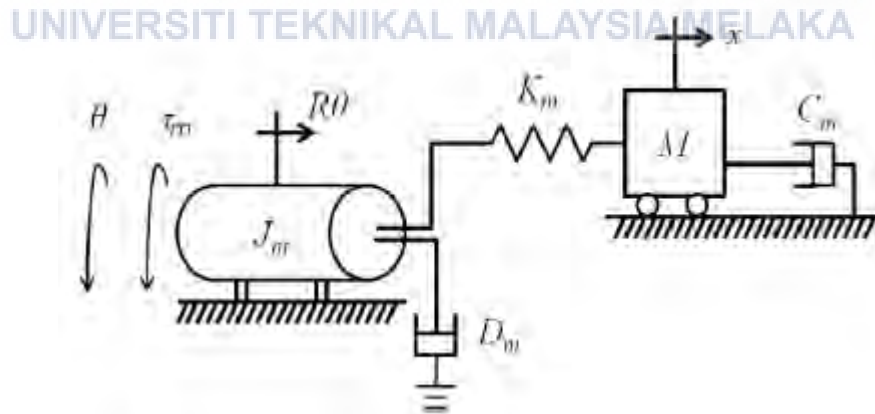 UNIVERSITI TEKNIKAL MALAYSIA MELAKA
x
θ
τm
Rθ
Km
M
Cm
Jm
Dm